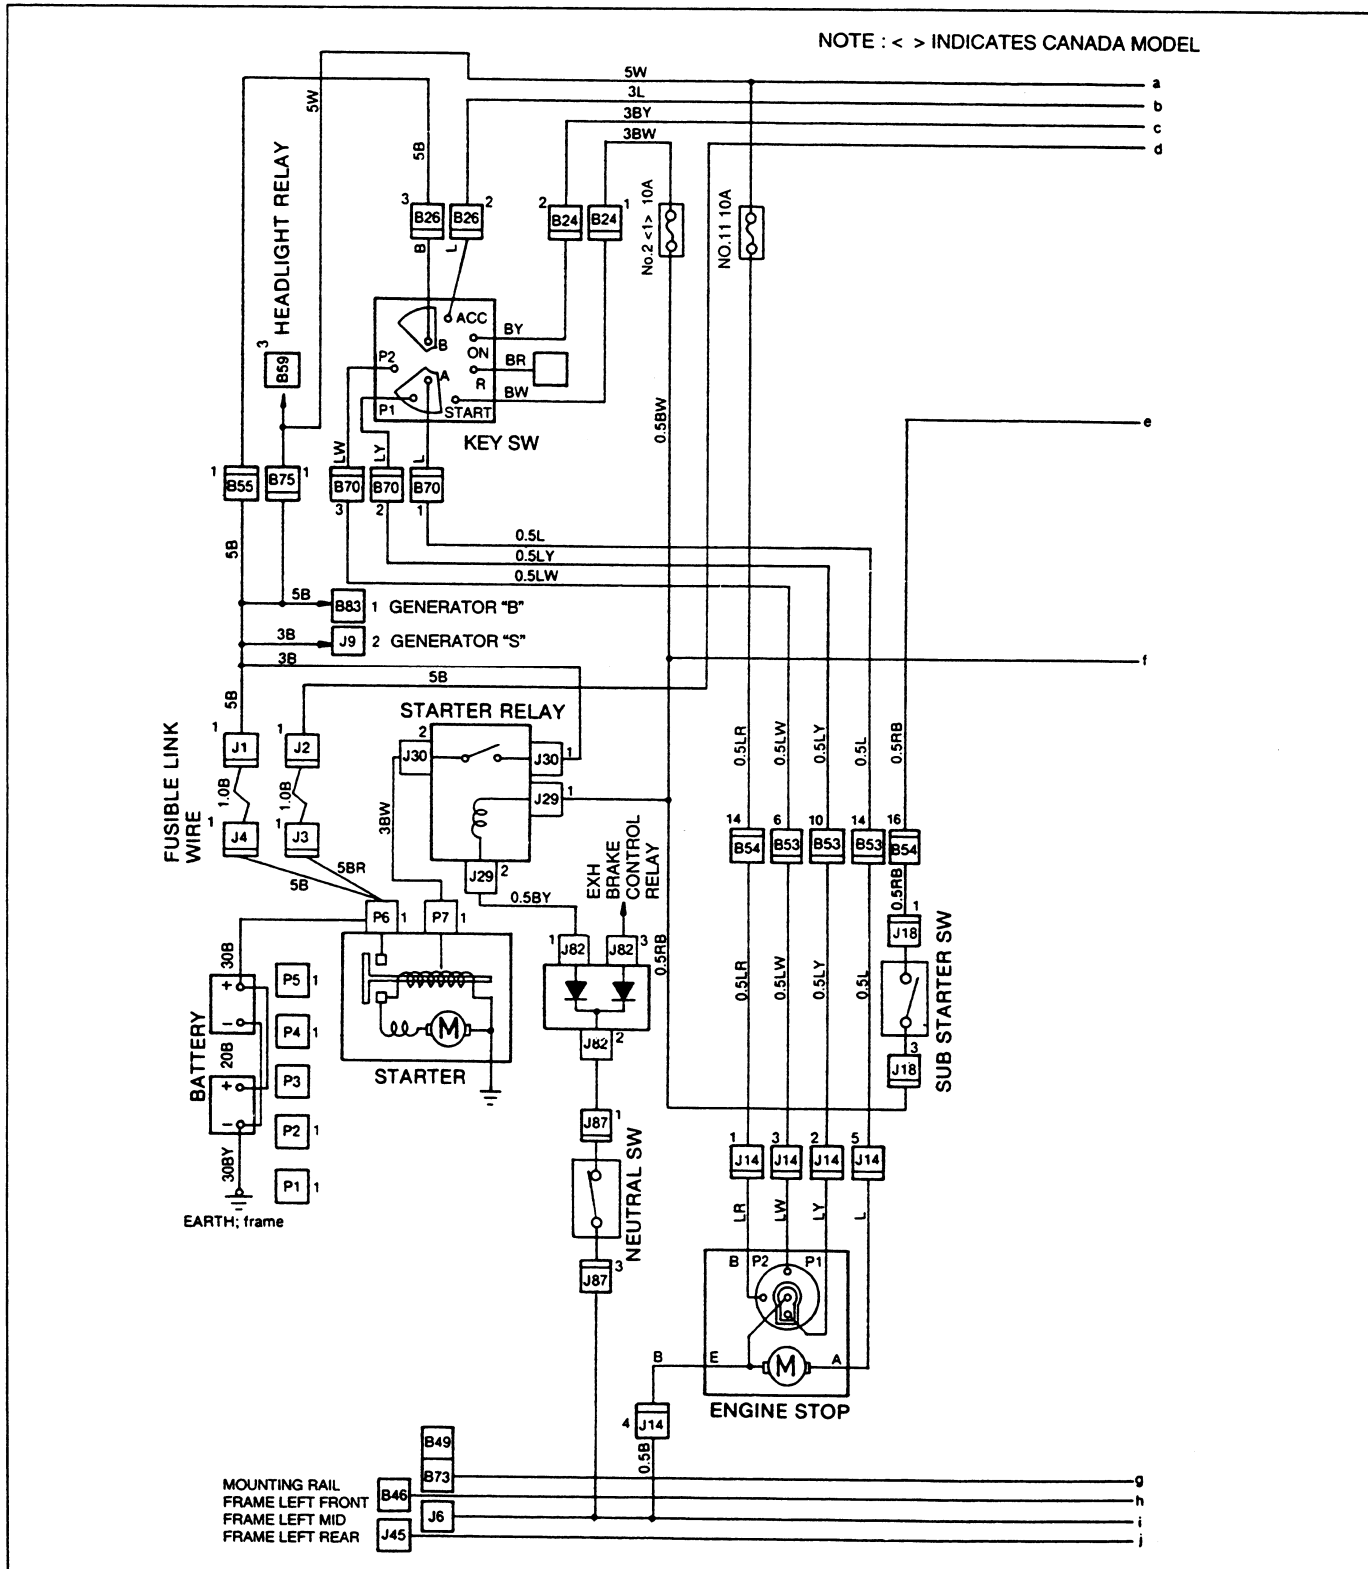 NOTE : < > INDICATES CANADA MODEL
5W
a
3L
b
3BY
c
3BW
d
5W
5B
HEADLIGHT RELAY
3
B26
B26
2
2
B24
B24
1
No.2 <1> 10A
NO.11 10A
B
L
ACC
B
BY
ON
P2
BR
A
R
BW
P1
START
KEY SW
3
B59
0.5BW
e
LW
LY
L
1
B55
B75
1
B70
B70
B70
3
2
1
5B
0.5L
0.5LY
0.5LW
5B
B83
1
GENERATOR "B"
3B
J9
2
GENERATOR "S"
3B
f
5B
5B
STARTER RELAY
FUSIBLE LINK
WIRE
1
J1
1
J2
2
J30
J30
1
J29
1
1.0B
1.0B
3BW
1
J4
1
J3
J29
2
5B
5BR
0.5BY
0.5LR
0.5LW
0.5LY
0.5L
0.5RB
14
6
10
14
16
B54
B53
B53
B53
B54
EXH
BRAKE
CONTROL
RELAY
P6
1
P7
1
1
J82
J82
3
0.5RB
0.5RB
1
J18
0.5LR
0.5LW
0.5LY
0.5L
SUB STARTER SW
3
J18
30B
+
−
20B
+
−
BATTERY
30BY
EARTH; frame
P5
1
P4
1
P3
P2
1
P1
1
M
STARTER
J82
2
J87
1
NEUTRAL SW
J87
3
1
3
2
5
J14
J14
J14
J14
LR
LW
LY
L
B
P2
P1
B
E
M
A
ENGINE STOP
4
J14
0.5B
B49
B73
g
MOUNTING RAIL
B46
h
FRAME LEFT FRONT
FRAME LEFT MID
J6
i
FRAME LEFT REAR
J45
j